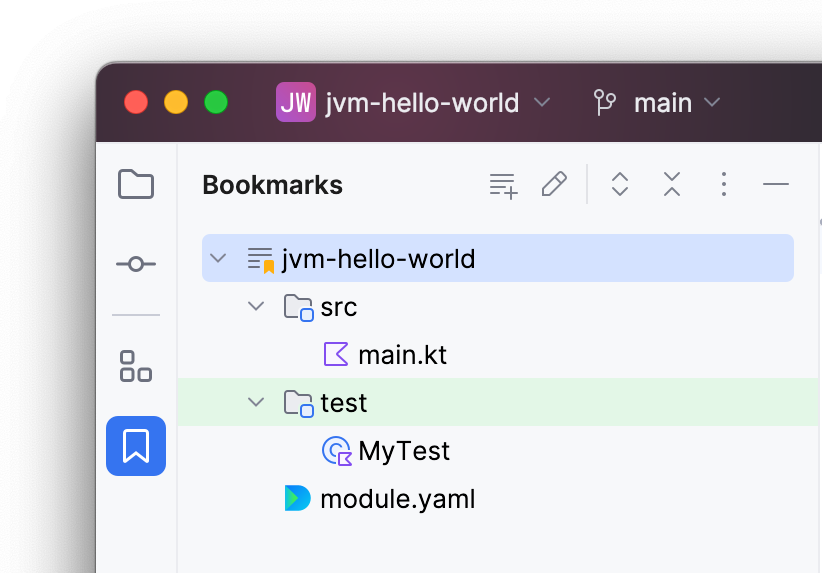 JW jvm-hello-world main
Bookmarks
jvm-hello-world
src
main.kt
test
MyTest
module.yaml